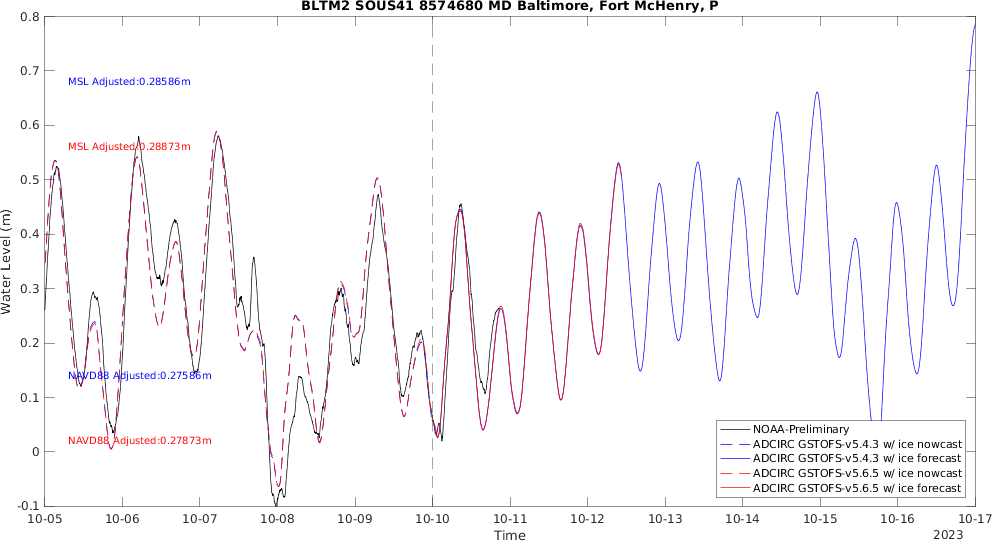 BLTM2 SOUS41 8574680 MD Baltimore, Fort McHenry, P
0.8
0.7
0.6
0.5
0.4
0.3
0.2
0.1
0
-0.1
Water Level (m)
MSL Adjusted:0.28586m
MSL Adjusted:0.28873m
NAVD88 Adjusted:0.27586m
NAVD88 Adjusted:0.27873m
NOAA-Preliminary
ADCIRC GSTOFS-v5.4.3 w/ ice nowcast
ADCIRC GSTOFS-v5.4.3 w/ ice forecast
ADCIRC GSTOFS-v5.6.5 w/ ice nowcast
ADCIRC GSTOFS-v5.6.5 w/ ice forecast
10-05 10-06 10-07 10-08 10-09 10-10 10-11 10-12 10-13 10-14 10-15 10-16 10-17
Time
2023